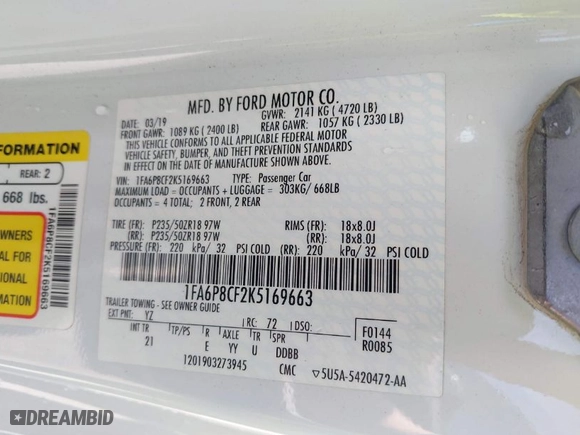 MFD. BY FORD MOTOR CO.
DATE: 03/19 GVWR: 2141 KG (4720 LB)
FRONT GAWR: 1089 KG (2400 LB) REAR GAWR: 1057 KG (2330 LB)
THIS VEHICLE CONFORMS TO ALL APPLICABLE FEDERAL MOTOR
VEHICLE SAFETY, BUMPER, AND THEFT PREVENTION STANDARDS
IN EFFECT ON THE DATE OF MANUFACTURE SHOWN ABOVE.
VIN: 1FA6P8CF2K5169663 TYPE: Passenger Car
MAXIMUM LOAD = OCCUPANTS + LUGGAGE = 303KG/ 668LB
OCCUPANTS = 4 TOTAL; 2 FRONT, 2 REAR
TIRE (FR): P235/50ZR18 97W RIMS (FR): 18x8.0J
(RR): P235/50ZR18 97W (RR): 18x8.0J
PRESSURE (FR): 220 kPa/ 32 PSI COLD (RR): 220 kPa/ 32 PSI COLD
1FA6P8CF2K5169663
TRAILER TOWING - SEE OWNER GUIDE
EXT PNT: YZ RC: 72 DSO:
INT TR TP/PS R AXLE TR SPR
21 E YY U DDBB
F0144
R0085
1201903273945 CMC 5U5A-5420472-AA
FORMATION
REAR: 2
668 lbs.
WNERS
AL FOR
TIONAL
ATION
1FA6P8CF2K5169663
DREAMBID